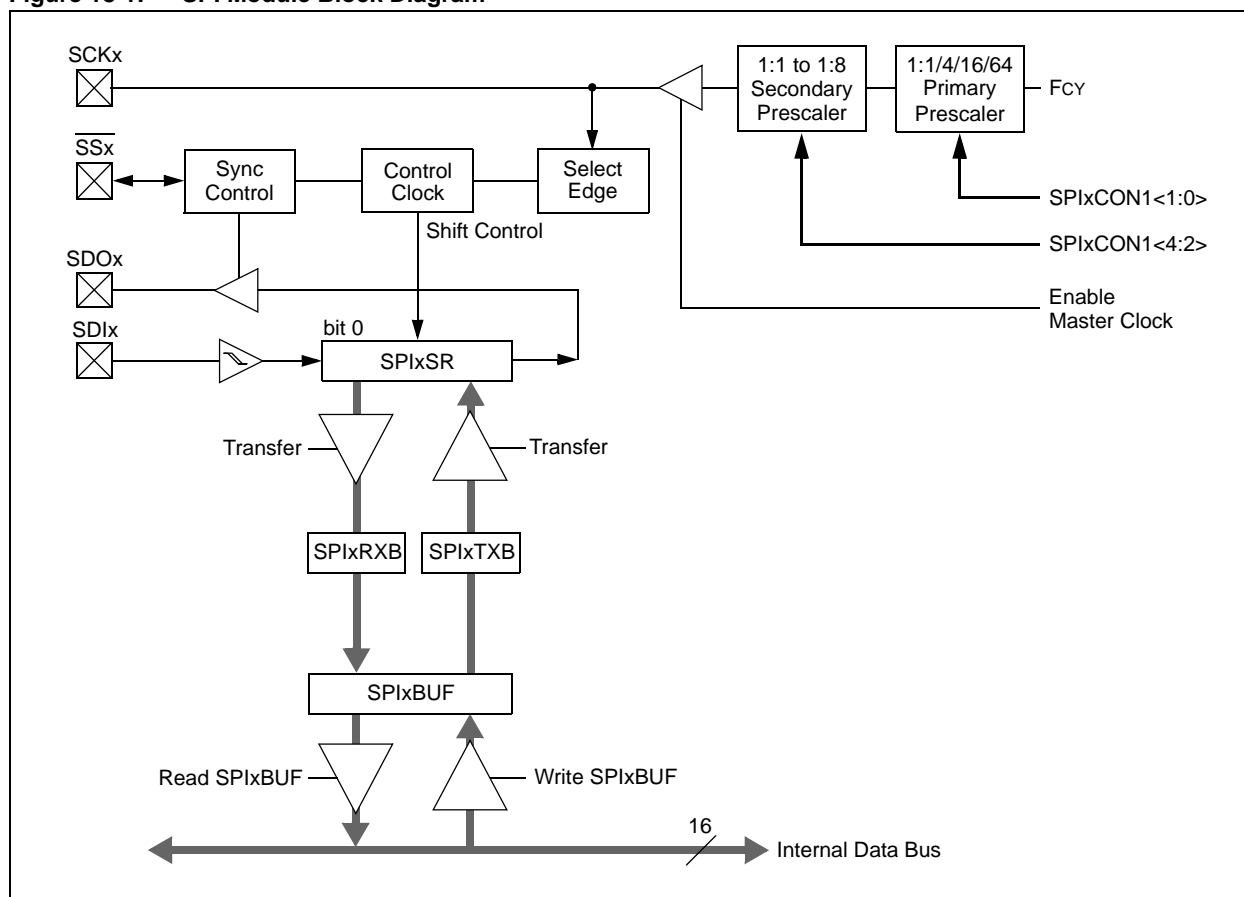 SCKx
SSx
SDOx
SDIx
1:1 to 1:8
Secondary
Prescaler
1:1/4/16/64
Primary
Prescaler
FCY
Sync
Control
Control
Clock
Select
Edge
Shift Control
SPIxCON1<1:0>
SPIxCON1<4:2>
Enable
Master Clock
bit 0
SPIxSR
Transfer
Transfer
SPIxRXB
SPIxTXB
SPIxBUF
Read SPIxBUF
Write SPIxBUF
16
Internal Data Bus